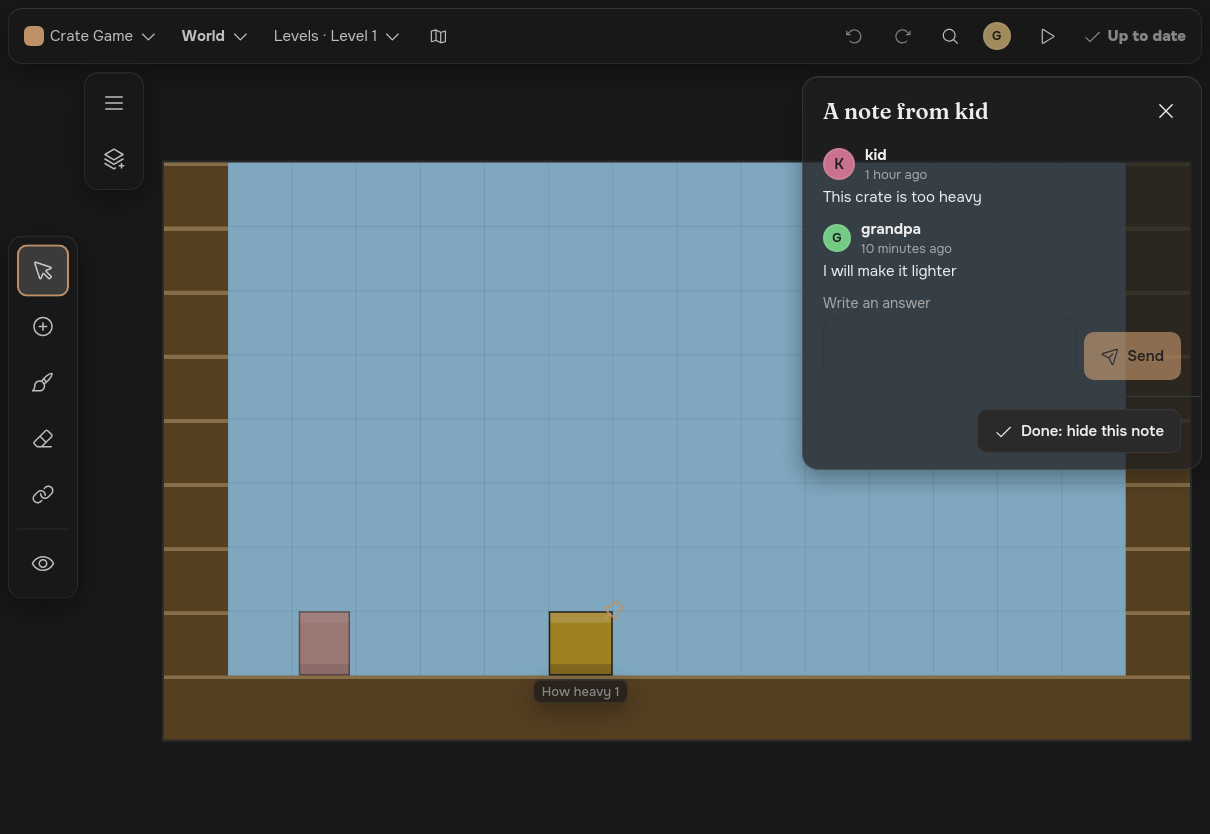 Crate Game
World
Levels · Level 1
G
Up to date
A note from kid
K
kid
1 hour ago
This crate is too heavy
G
grandpa
10 minutes ago
I will make it lighter
Write an answer
Send
Done: hide this note
How heavy 1